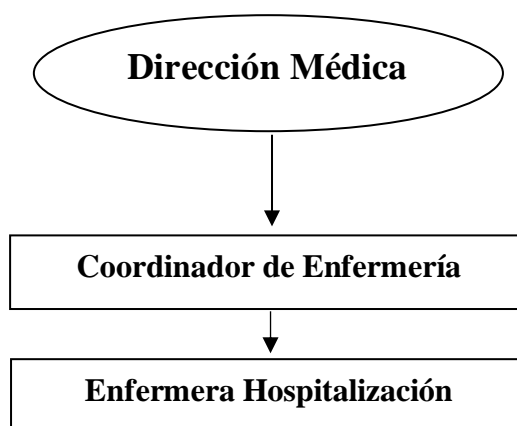 Dirección Médica
Coordinador de Enfermería
Enfermera Hospitalización